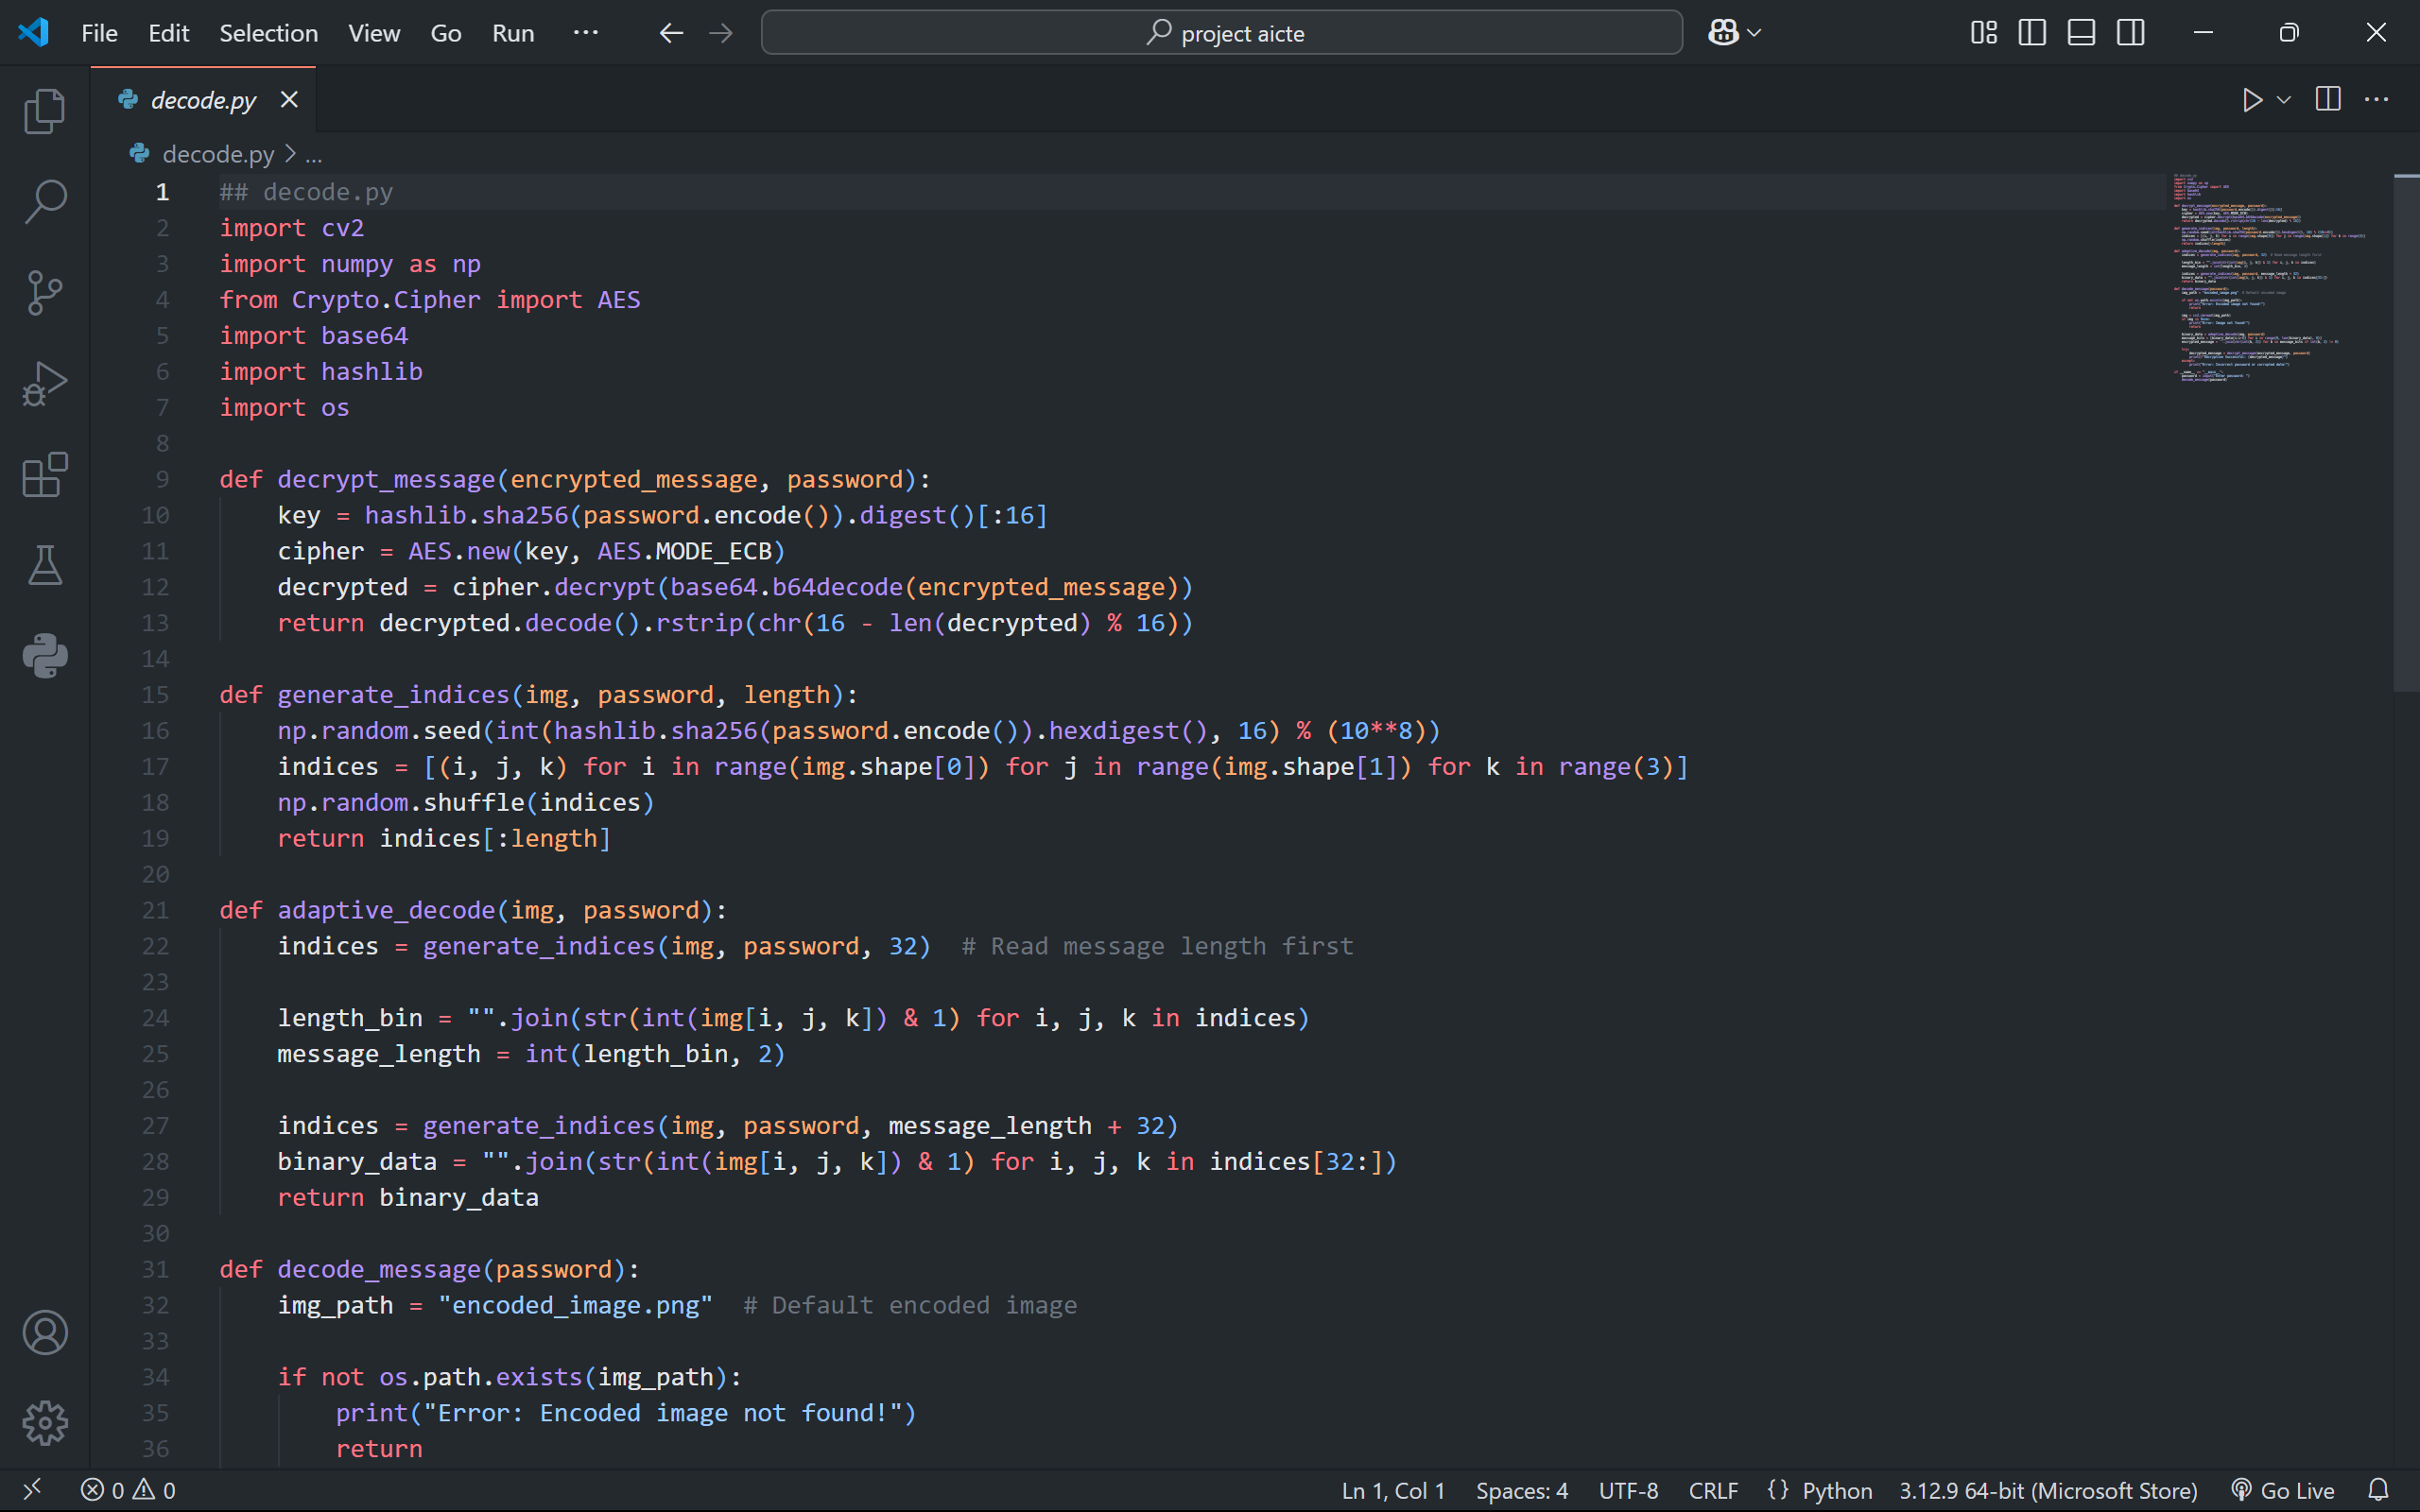 File Edit Selection View Go Run ··· project aicte
decode.py
decode.py > ...
1 ## decode.py
2 import cv2
3 import numpy as np
4 from Crypto.Cipher import AES
5 import base64
6 import hashlib
7 import os
8
9 def decrypt_message(encrypted_message, password):
10     key = hashlib.sha256(password.encode()).digest()[:16]
11     cipher = AES.new(key, AES.MODE_ECB)
12     decrypted = cipher.decrypt(base64.b64decode(encrypted_message))
13     return decrypted.decode().rstrip(chr(16 - len(decrypted) % 16))
14
15 def generate_indices(img, password, length):
16     np.random.seed(int(hashlib.sha256(password.encode()).hexdigest(), 16) % (10**8))
17     indices = [(i, j, k) for i in range(img.shape[0]) for j in range(img.shape[1]) for k in range(3)]
18     np.random.shuffle(indices)
19     return indices[:length]
20
21 def adaptive_decode(img, password):
22     indices = generate_indices(img, password, 32)  # Read message length first
23
24     length_bin = "".join(str(int(img[i, j, k]) & 1) for i, j, k in indices)
25     message_length = int(length_bin, 2)
26
27     indices = generate_indices(img, password, message_length + 32)
28     binary_data = "".join(str(int(img[i, j, k]) & 1) for i, j, k in indices[32:])
29     return binary_data
30
31 def decode_message(password):
32     img_path = "encoded_image.png"  # Default encoded image
33
34     if not os.path.exists(img_path):
35         print("Error: Encoded image not found!")
36         return
0 0 Ln 1, Col 1 Spaces: 4 UTF-8 CRLF {} Python 3.12.9 64-bit (Microsoft Store) Go Live